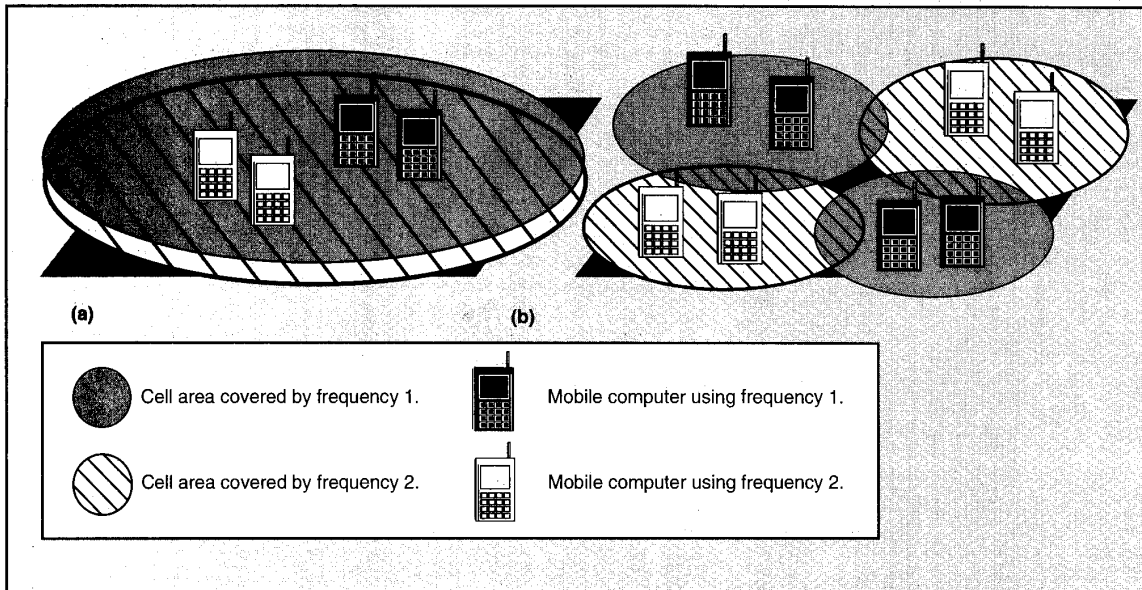 (a)
(b)
Cell area covered by frequency 1.
Mobile computer using frequency 1.
Cell area covered by frequency 2.
Mobile computer using frequency 2.